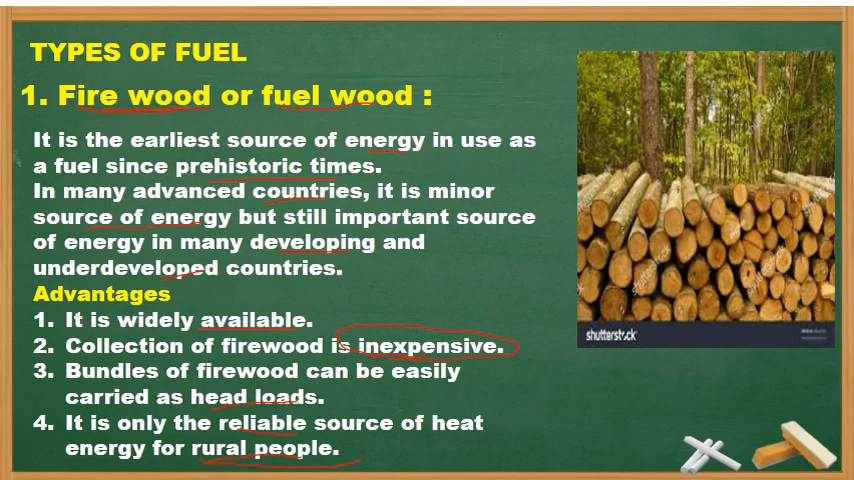 TYPES OF FUEL
1. Fire wood or fuel wood :
It is the earliest source of energy in use as
a fuel since prehistoric times.
In many advanced countries, it is minor
source of energy but still important source
of energy in many developing and
underdeveloped countries.
Advantages
1. It is widely available.
2. Collection of firewood is inexpensive.
3. Bundles of firewood can be easily
carried as head loads.
4. It is only the reliable source of heat
energy for rural people.
shutterstock